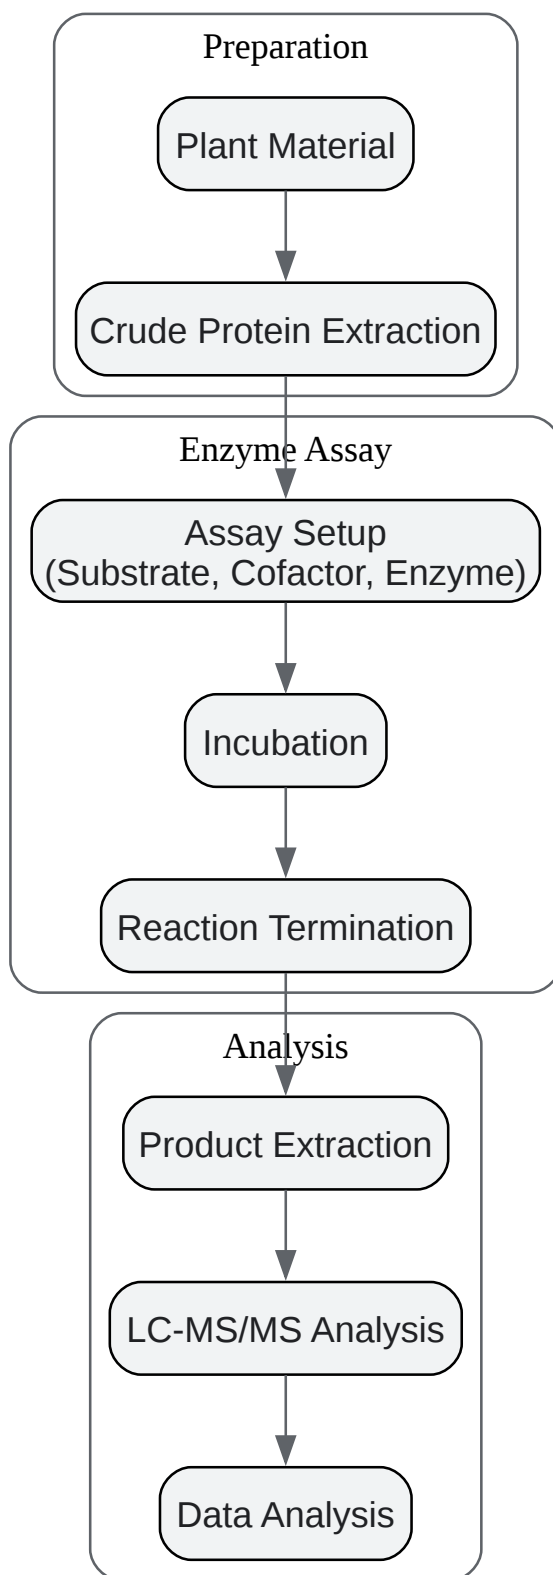 Preparation
Plant Material
Crude Protein Extraction
Enzyme Assay
Assay Setup
(Substrate, Cofactor, Enzyme)
Incubation
Reaction Termination
Analysis
Product Extraction
LC-MS/MS Analysis
Data Analysis